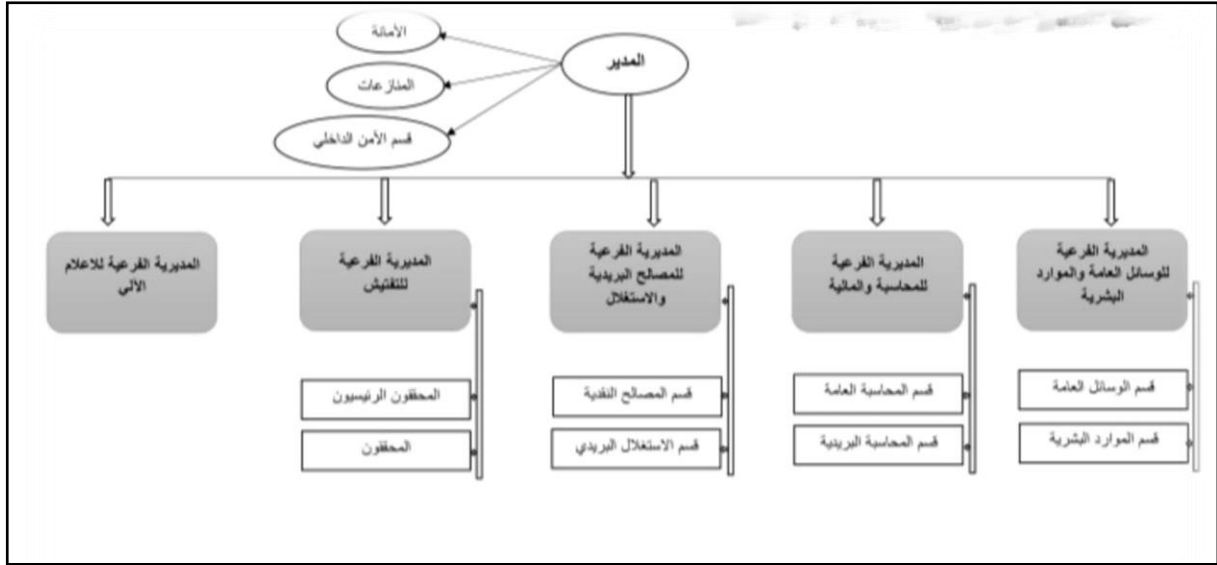 الأمانة
المدير
المنازعات
قسم الأمن الداخلي
المديرية الفرعية
للوسائل العامة والموارد
البشرية
المديرية الفرعية
للمحاسبة والمالية
المديرية الفرعية
للمصالح البريدية
والاستغلال
المديرية الفرعية
للتفتيش
المديرية الفرعية للاعلام
الآلي
قسم الوسائل العامة
قسم المحاسبة العامة
قسم المصالح النقدية
المحققون الرئيسيون
قسم الموارد البشرية
قسم المحاسبة البريدية
قسم الاستغلال البريدي
المحققون